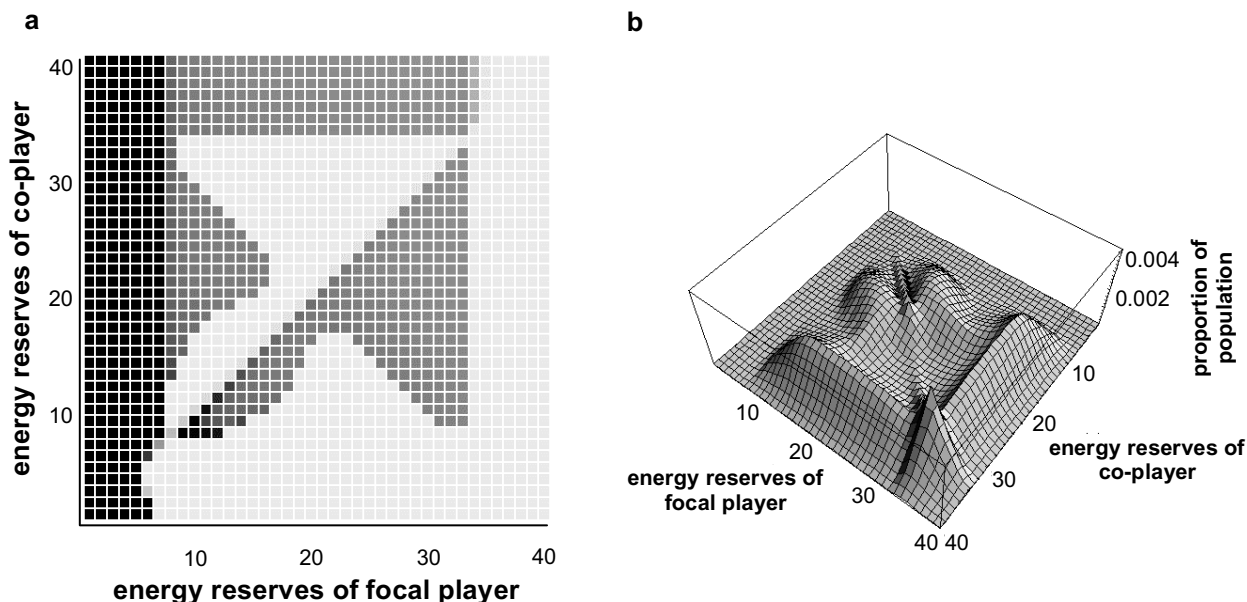 a
40
30
20
10
energy reserves of co-player
10 20 30 40
energy reserves of focal player
b
0.004
0.002
proportion of
population
10
20
30
40
energy reserves of
focal player
10
20
30
40
energy reserves of
co-player